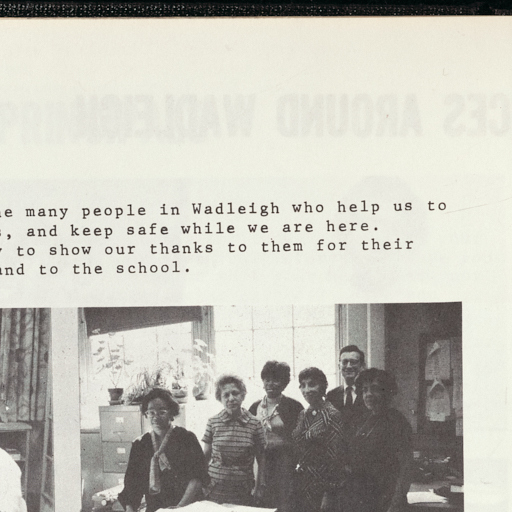 many people in Wadleigh who help us to
, and keep safe while we are here.
to show our thanks to them for their
and to the school.